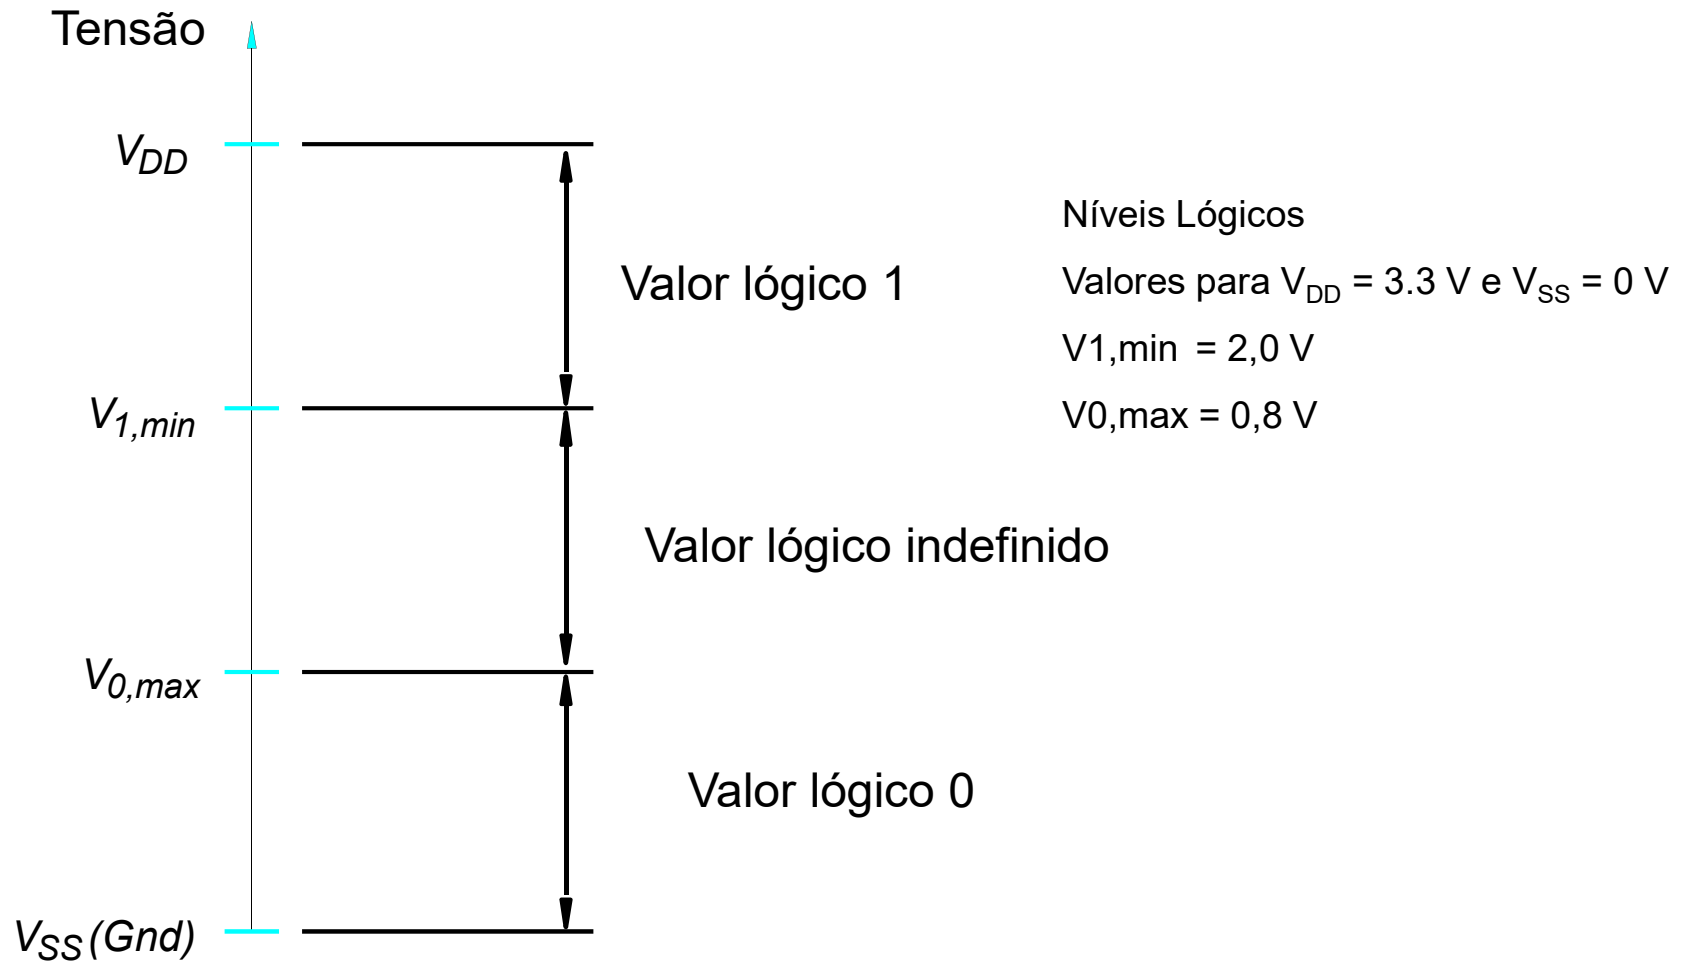 Tensão
V_DD
Níveis Lógicos
Valor lógico 1
Valores para V_DD = 3.3 V e V_SS = 0 V
V1,min = 2,0 V
V_1,min
V0,max = 0,8 V
Valor lógico indefinido
V_0,max
Valor lógico 0
V_SS (Gnd)